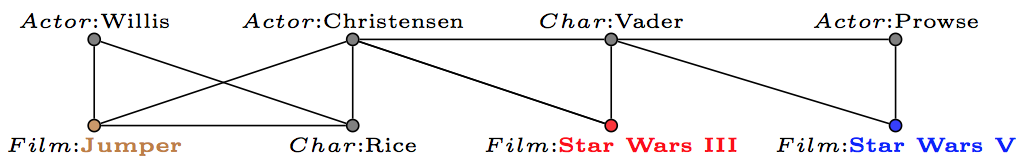 Actor:Willis Actor:Christensen Char:Vader Actor:Prowse
Film:Jumper Char:Rice Film:Star Wars III Film:Star Wars V